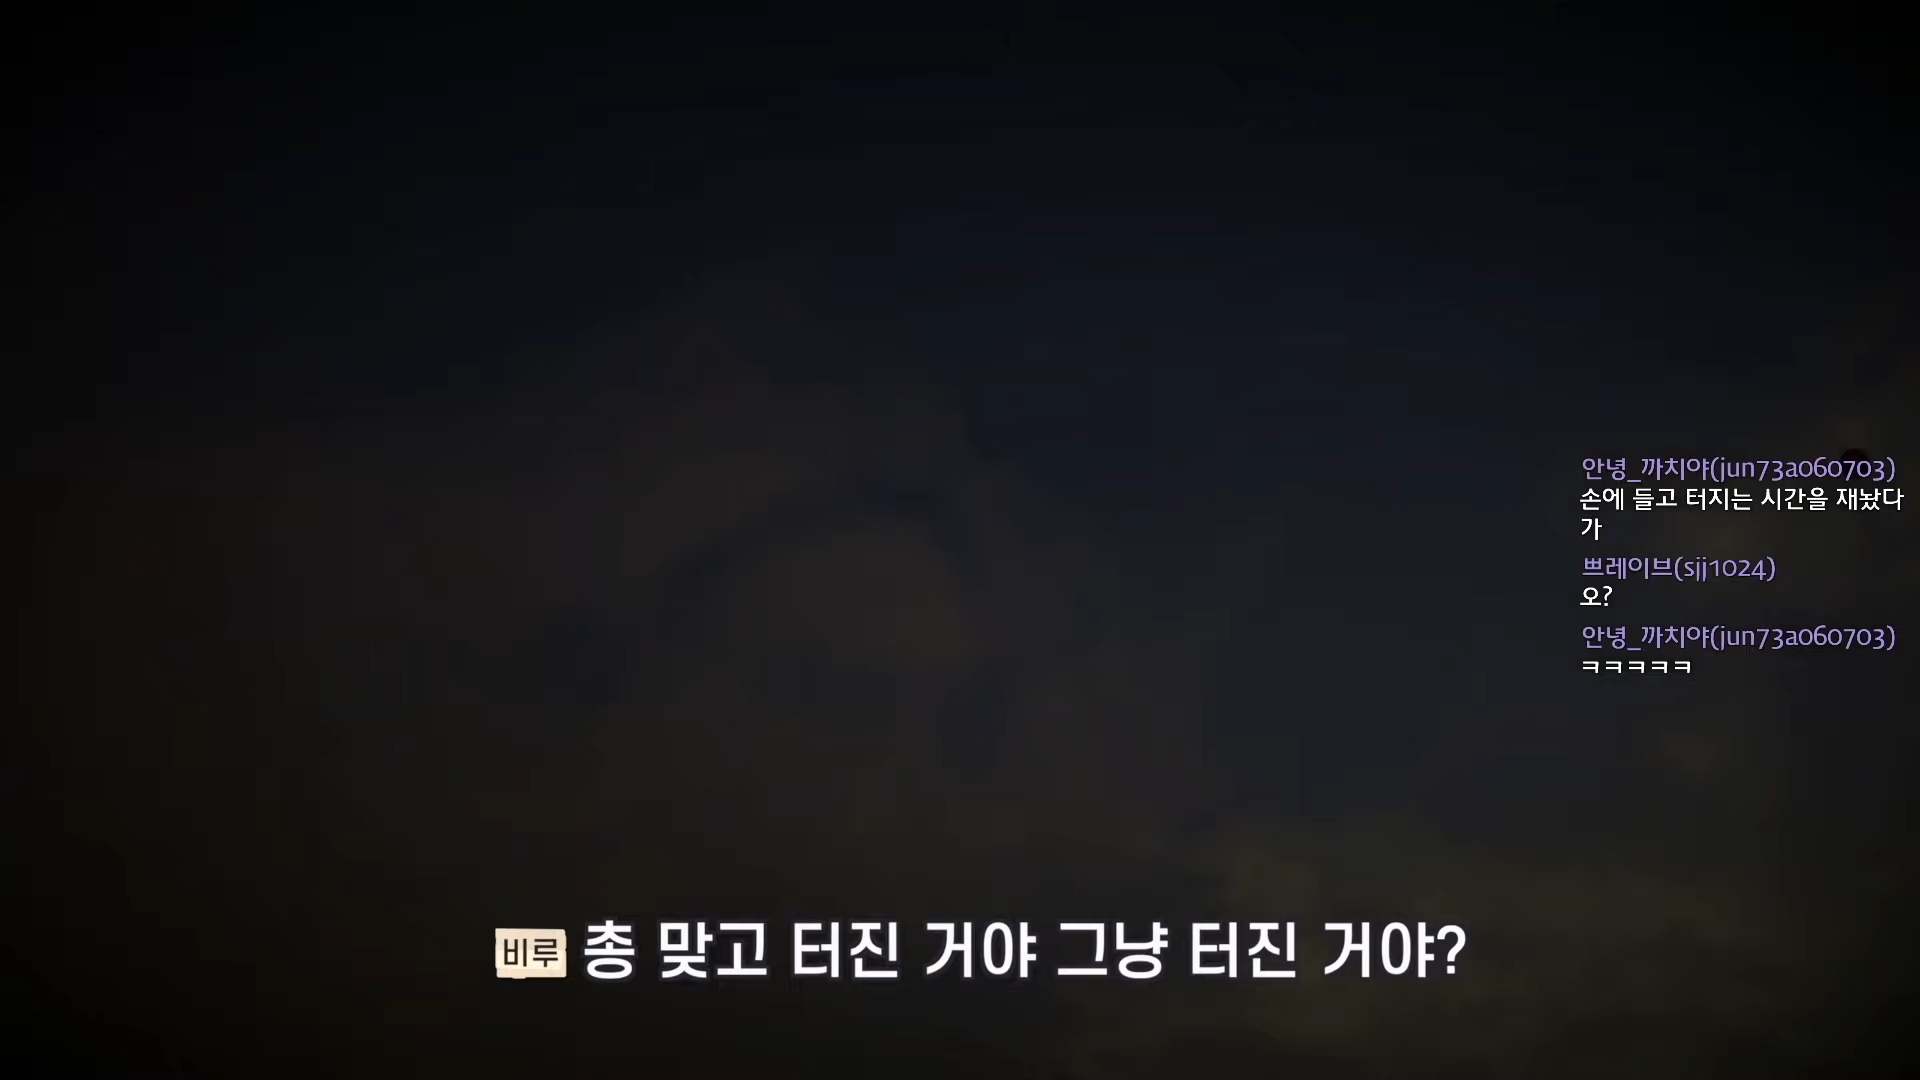 안녕_까치야(jun73a060703)
손에 들고 터지는 시간을 재놨다
가
쁘레이브(sjj1024)
오?
안녕_까치야(jun73a060703)
ㅋㅋㅋㅋㅋ
비루 총 맞고 터진 거야 그냥 터진 거야?